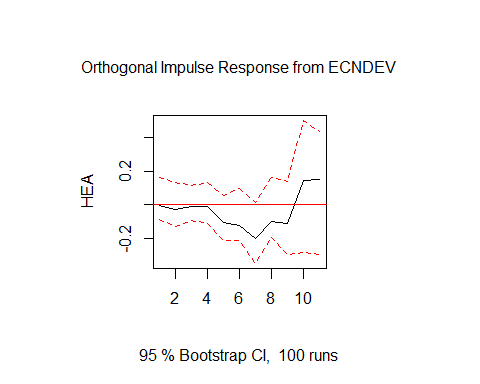 Orthogonal Impulse Response from ECNDEV
HEA
0.2
-0.2
2 4 6 8 10
95 % Bootstrap CI, 100 runs